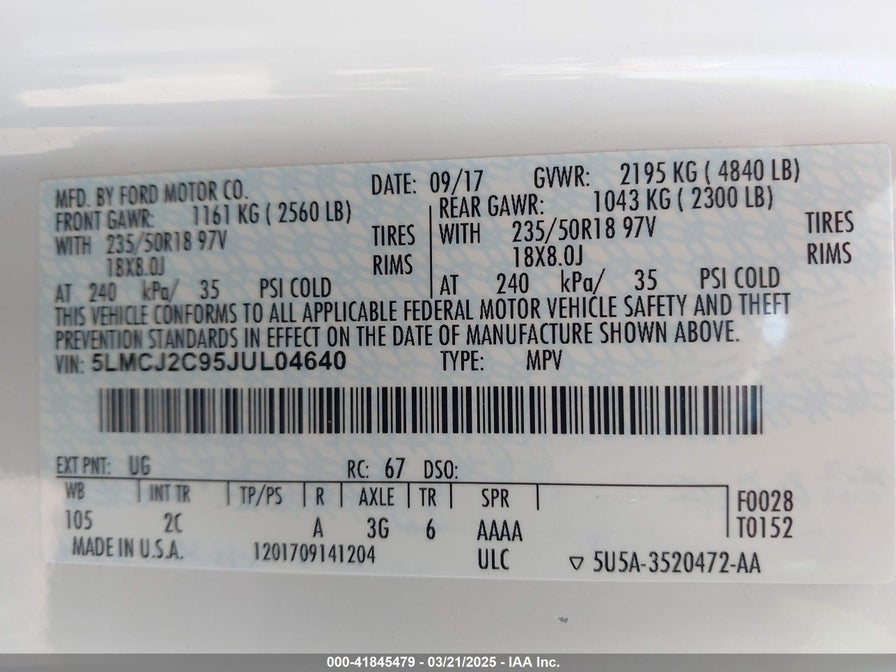 MFD. BY FORD MOTOR CO. DATE: 09/17 GVWR: 2195 KG ( 4840 LB)
FRONT GAWR: 1161 KG ( 2560 LB) REAR GAWR: 1043 KG ( 2300 LB)
WITH 235/50R18 97V TIRES WITH 235/50R18 97V TIRES
18X8.0J RIMS 18X8.0J RIMS
AT 240 kPa/ 35 PSI COLD AT 240 kPa/ 35 PSI COLD
THIS VEHICLE CONFORMS TO ALL APPLICABLE FEDERAL MOTOR VEHICLE SAFETY AND THEFT
PREVENTION STANDARDS IN EFFECT ON THE DATE OF MANUFACTURE SHOWN ABOVE.
VIN: 5LMCJ2C95JUL04640 TYPE: MPV
EXT PNT: UG RC: 67 DSO:
WB INT TR TP/PS R AXLE TR SPR F0028
105 2C A 3G 6 AAAA T0152
MADE IN U.S.A. 1201709141204 ULC ▽ 5U5A-3520472-AA
000-41845479 - 03/21/2025 - IAA Inc.